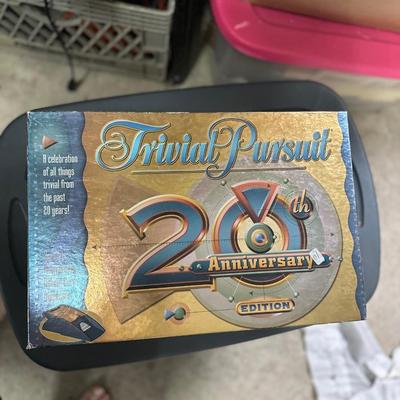 Trivial Pursuit
A celebration
of all things
trivial from
the past
20 years!
20th
Anniversary
EDITION